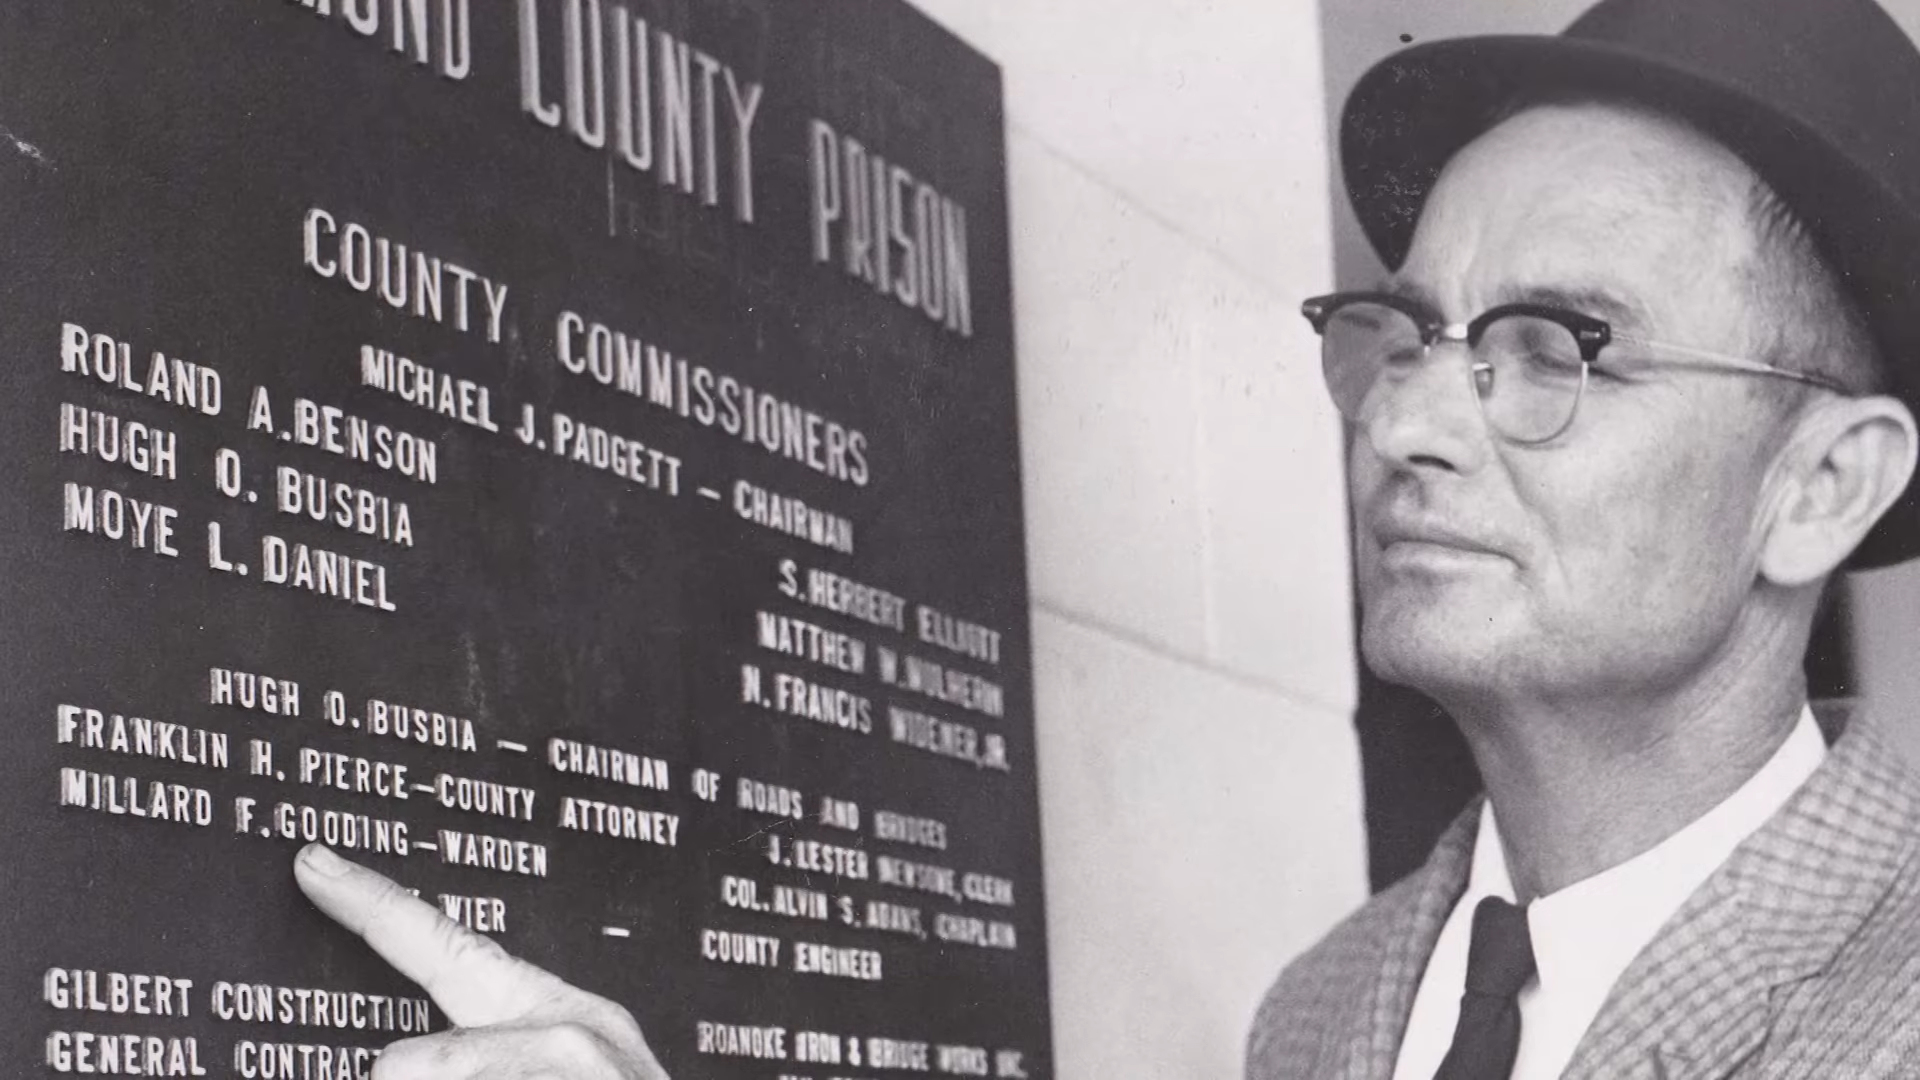 COUNTY PRISON
COUNTY COMMISSIONERS
MICHAEL J. PADGETT – CHAIRMAN
ROLAND A. BENSON
HUGH O. BUSBIA
MOYE L. DANIEL
S. HERBERT ELLIOTT
MATTHEW W. MULHERIN
N. FRANCIS WIDENER, JR.
HUGH O. BUSBIA – CHAIRMAN OF ROADS AND BRIDGES
FRANKLIN H. PIERCE – COUNTY ATTORNEY
MILLARD F. GOODING – WARDEN
J. LESTER NEWSOME, CLERK
COL. ALVIN S. ADAMS, CHAPLAIN
WIER – COUNTY ENGINEER
GILBERT CONSTRUCTION
GENERAL
ROANOKE IRON & BRIDGE WORKS INC.